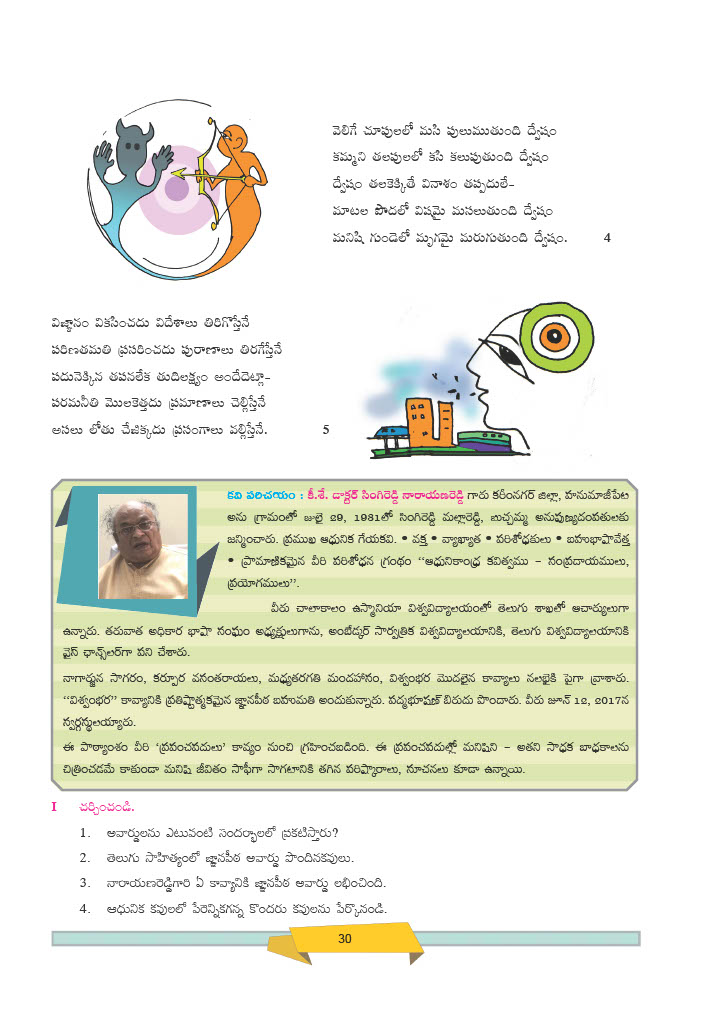 వెలిగే చూపులలో మసి పులుముతుంది ద్వేషం
కమ్మని తలపులలో కసి కలుపుతుంది ద్వేషం
ద్వేషం తలకెక్కితే వినాశం తప్పదులే-
మాటల పొదలో విషమై మసలుతుంది ద్వేషం
మనిషి గుండెలో మృగమై మరుగుతుంది ద్వేషం. 4
విజ్ఞానం వికసించదు విదేశాలు తిరిగొస్తేనే
పరిణతమతి ప్రసరించదు పురాణాలు తిరగేస్తేనే
పదునెక్కిన తపనలేక తుదిలక్ష్యం అందేదెట్లా-
పరమనీతి మొలకెత్తదు ప్రమాణాలు చెల్లిస్తేనే
అసలు లోతు చేజిక్కదు ప్రసంగాలు వల్లిస్తేనే. 5
కవి పరిచయం : కీ.శే. డాక్టర్ సింగిరెడ్డి నారాయణరెడ్డి గారు కరీంనగర్ జిల్లా, హనుమాజీపేట
అను గ్రామంలో జులై 29, 1981లో సింగిరెడ్డి మల్లారెడ్డి, బుచ్చమ్మ అనుపుణ్యదంపతులకు
జన్మించారు. ప్రముఖ ఆధునిక గేయకవి. • వక్త • వ్యాఖ్యాత • పరిశోధకులు • బహుభాషావేత్త
• ప్రామాణికమైన వీరి పరిశోధన గ్రంథం ‘‘ఆధునికాంధ్ర కవిత్వము – సంప్రదాయములు,
ప్రయోగములు’’.
వీరు చాలాకాలం ఉస్మానియా విశ్వవిద్యాలయంలో తెలుగు శాఖలో ఆచార్యులుగా
ఉన్నారు. తరువాత అధికార భాషా సంఘం అధ్యక్షులుగాను, అంబేడ్కర్ సార్వత్రిక విశ్వవిద్యాలయానికి, తెలుగు విశ్వవిద్యాలయానికి
వైస్ ఛాన్స్‌లర్‌గా పని చేశారు.
నాగార్జున సాగరం, కర్పూర వసంతరాయలు, మధ్యతరగతి మందహాసం, విశ్వంభర మొదలైన కావ్యాలు నలభైకి పైగా వ్రాశారు.
‘‘విశ్వంభర’’ కావ్యానికి ప్రతిష్టాత్మకమైన జ్ఞానపీఠ బహుమతి అందుకున్నారు. పద్మభూషణ్ బిరుదు పొందారు. వీరు జూన్ 12, 2017న
స్వర్గస్థులయ్యారు.
ఈ పాఠ్యాంశం వీరి ‘ప్రపంచపదులు’ కావ్యం నుంచి గ్రహించబడింది. ఈ ప్రపంచపదుల్లో మనిషిని – అతని సాధక బాధకాలను
చిత్రించడమే కాకుండా మనిషి జీవితం సాఫీగా సాగటానికి తగిన పరిష్కారాలు, సూచనలు కూడా ఉన్నాయి.
I చర్చించండి.
1. అవార్డులను ఎటువంటి సందర్భాలలో ప్రకటిస్తారు?
2. తెలుగు సాహిత్యంలో జ్ఞానపీఠ అవార్డు పొందినకవులు.
3. నారాయణరెడ్డిగారి ఏ కావ్యానికి జ్ఞానపీఠ అవార్డు లభించింది.
4. ఆధునిక కవులలో పేరెన్నికగన్న కొందరు కవులను పేర్కొనండి.
30